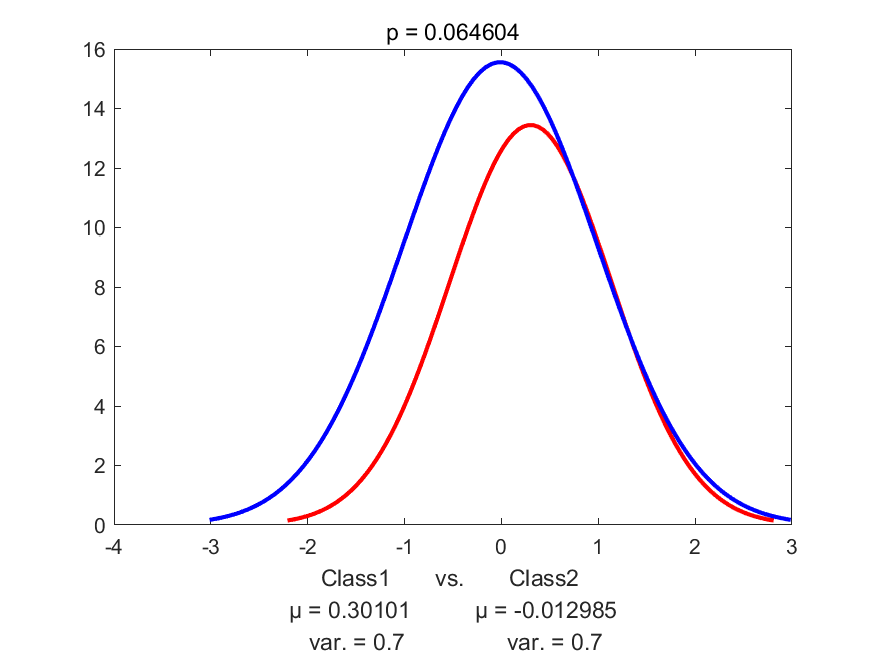 p = 0.064604
16
14
12
10
8
6
4
2
0
-4 -3 -2 -1 0 1 2 3
Class1 vs. Class2
μ = 0.30101 μ = -0.012985
var. = 0.7 var. = 0.7